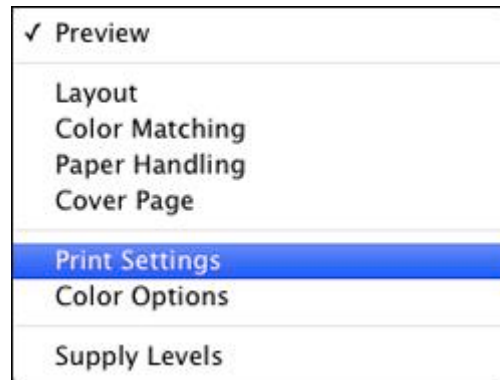 ✓ Preview
Layout
Color Matching
Paper Handling
Cover Page
Print Settings
Color Options
Supply Levels